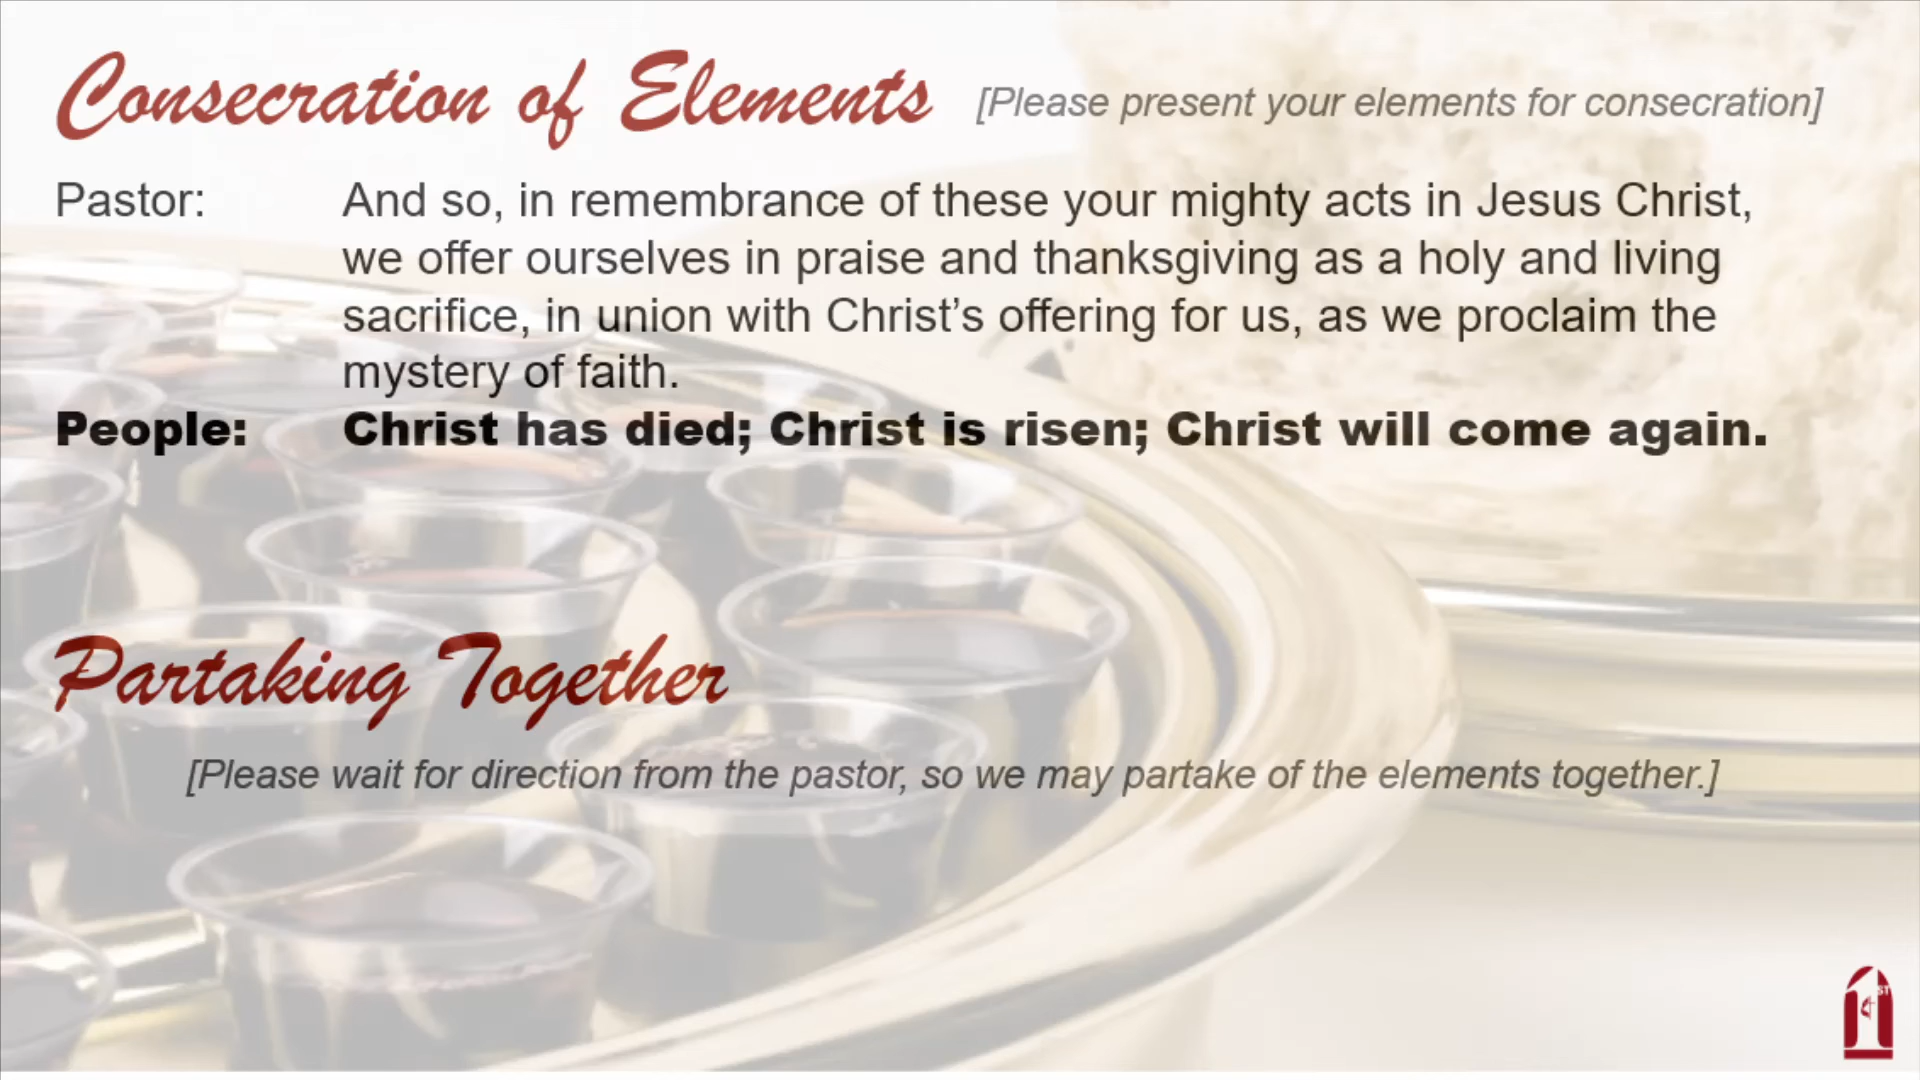 Consecration of Elements [Please present your elements for consecration]
Pastor: And so, in remembrance of these your mighty acts in Jesus Christ,
we offer ourselves in praise and thanksgiving as a holy and living
sacrifice, in union with Christ’s offering for us, as we proclaim the
mystery of faith.
People: Christ has died; Christ is risen; Christ will come again.
Partaking Together
[Please wait for direction from the pastor, so we may partake of the elements together.]
1ST